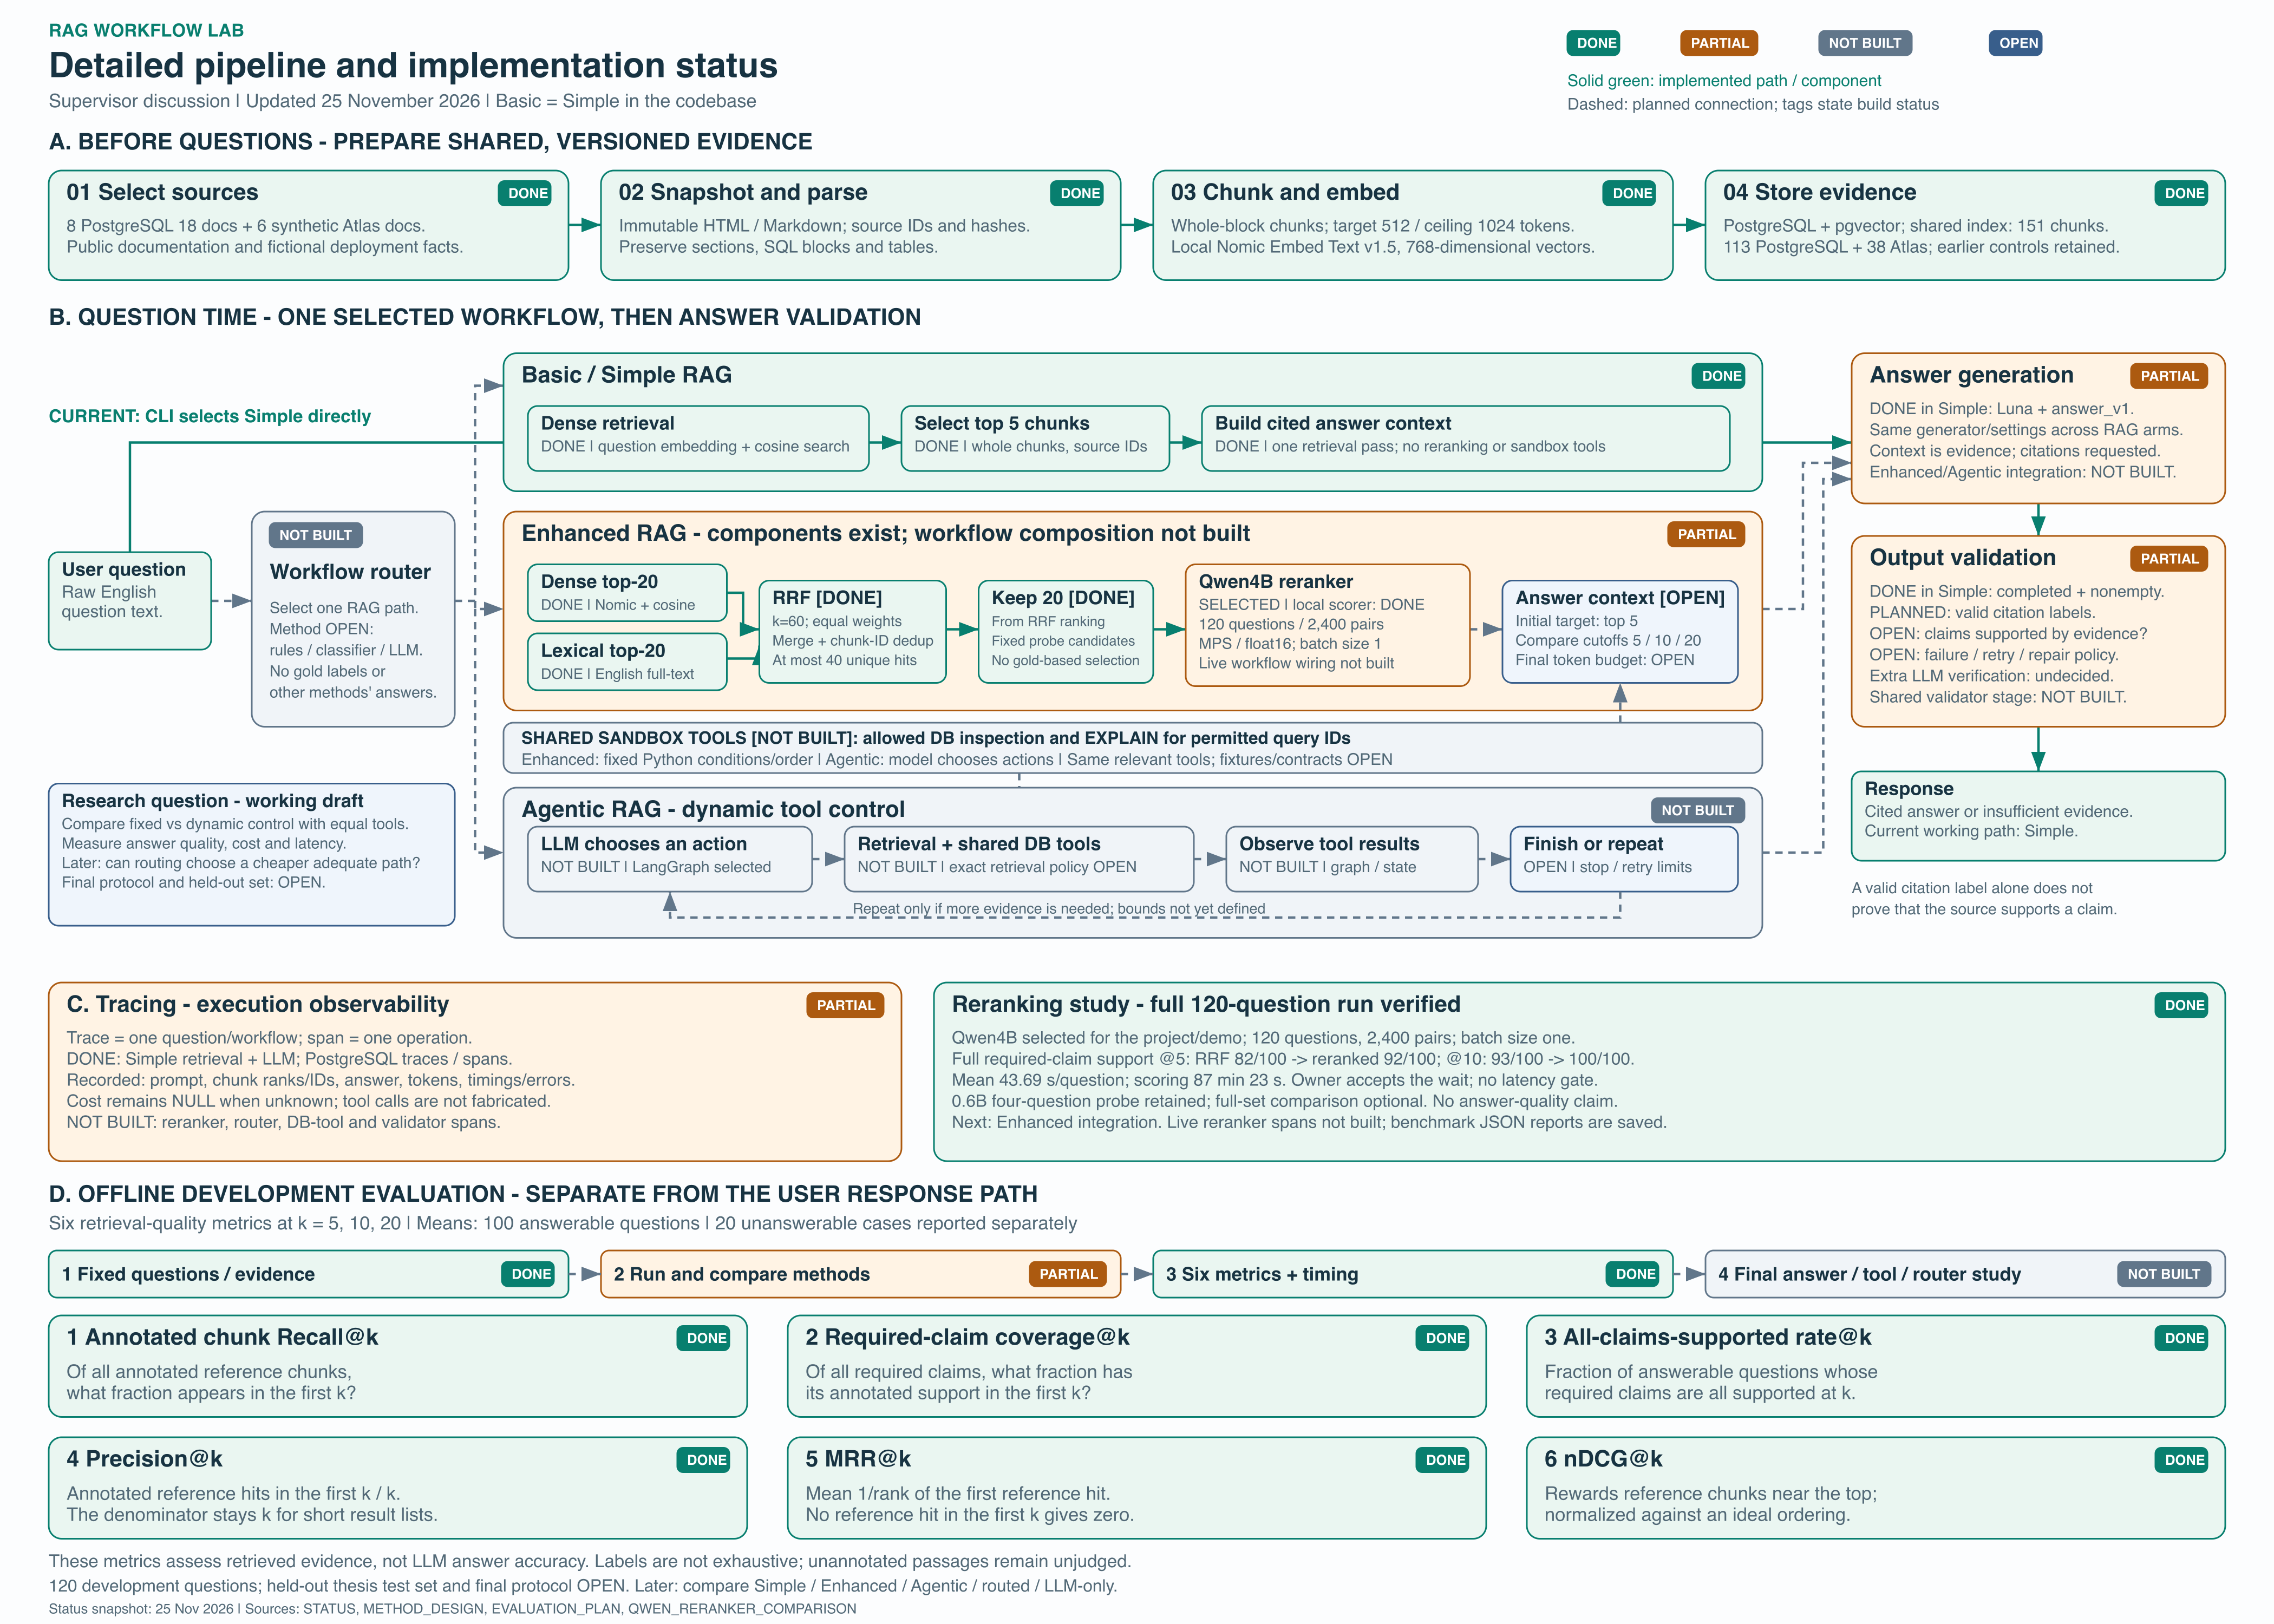 RAG WORKFLOW LAB
Detailed pipeline and implementation status
Supervisor discussion | Updated 25 November 2026 | Basic = Simple in the codebase
DONE
PARTIAL
NOT BUILT
OPEN
Solid green: implemented path / component
Dashed: planned connection; tags state build status
A. BEFORE QUESTIONS - PREPARE SHARED, VERSIONED EVIDENCE
01 Select sources
DONE
8 PostgreSQL 18 docs + 6 synthetic Atlas docs.
Public documentation and fictional deployment facts.
02 Snapshot and parse
DONE
Immutable HTML / Markdown; source IDs and hashes.
Preserve sections, SQL blocks and tables.
03 Chunk and embed
DONE
Whole-block chunks; target 512 / ceiling 1024 tokens.
Local Nomic Embed Text v1.5, 768-dimensional vectors.
04 Store evidence
DONE
PostgreSQL + pgvector; shared index: 151 chunks.
113 PostgreSQL + 38 Atlas; earlier controls retained.
B. QUESTION TIME - ONE SELECTED WORKFLOW, THEN ANSWER VALIDATION
CURRENT: CLI selects Simple directly
User question
Raw English
question text.
NOT BUILT
Workflow router
Select one RAG path.
Method OPEN:
rules / classifier / LLM.
No gold labels or
other methods' answers.
Research question - working draft
Compare fixed vs dynamic control with equal tools.
Measure answer quality, cost and latency.
Later: can routing choose a cheaper adequate path?
Final protocol and held-out set: OPEN.
Basic / Simple RAG
DONE
Dense retrieval
DONE | question embedding + cosine search
Select top 5 chunks
DONE | whole chunks, source IDs
Build cited answer context
DONE | one retrieval pass; no reranking or sandbox tools
Enhanced RAG - components exist; workflow composition not built
PARTIAL
Dense top-20
DONE | Nomic + cosine
Lexical top-20
DONE | English full-text
RRF [DONE]
k=60; equal weights
Merge + chunk-ID dedup
At most 40 unique hits
Keep 20 [DONE]
From RRF ranking
Fixed probe candidates
No gold-based selection
Qwen4B reranker
SELECTED | local scorer: DONE
120 questions / 2,400 pairs
MPS / float16; batch size 1
Live workflow wiring not built
Answer context [OPEN]
Initial target: top 5
Compare cutoffs 5 / 10 / 20
Final token budget: OPEN
SHARED SANDBOX TOOLS [NOT BUILT]: allowed DB inspection and EXPLAIN for permitted query IDs
Enhanced: fixed Python conditions/order | Agentic: model chooses actions | Same relevant tools; fixtures/contracts OPEN
Agentic RAG - dynamic tool control
NOT BUILT
LLM chooses an action
NOT BUILT | LangGraph selected
Retrieval + shared DB tools
NOT BUILT | exact retrieval policy OPEN
Observe tool results
NOT BUILT | graph / state
Finish or repeat
OPEN | stop / retry limits
Repeat only if more evidence is needed; bounds not yet defined
Answer generation
PARTIAL
DONE in Simple: Luna + answer_v1.
Same generator/settings across RAG arms.
Context is evidence; citations requested.
Enhanced/Agentic integration: NOT BUILT.
Output validation
PARTIAL
DONE in Simple: completed + nonempty.
PLANNED: valid citation labels.
OPEN: claims supported by evidence?
OPEN: failure / retry / repair policy.
Extra LLM verification: undecided.
Shared validator stage: NOT BUILT.
Response
Cited answer or insufficient evidence.
Current working path: Simple.
A valid citation label alone does not
prove that the source supports a claim.
C. Tracing - execution observability
PARTIAL
Trace = one question/workflow; span = one operation.
DONE: Simple retrieval + LLM; PostgreSQL traces / spans.
Recorded: prompt, chunk ranks/IDs, answer, tokens, timings/errors.
Cost remains NULL when unknown; tool calls are not fabricated.
NOT BUILT: reranker, router, DB-tool and validator spans.
Reranking study - full 120-question run verified
DONE
Qwen4B selected for the project/demo; 120 questions, 2,400 pairs; batch size one.
Full required-claim support @5: RRF 82/100 -> reranked 92/100; @10: 93/100 -> 100/100.
Mean 43.69 s/question; scoring 87 min 23 s. Owner accepts the wait; no latency gate.
0.6B four-question probe retained; full-set comparison optional. No answer-quality claim.
Next: Enhanced integration. Live reranker spans not built; benchmark JSON reports are saved.
D. OFFLINE DEVELOPMENT EVALUATION - SEPARATE FROM THE USER RESPONSE PATH
Six retrieval-quality metrics at k = 5, 10, 20 | Means: 100 answerable questions | 20 unanswerable cases reported separately
1 Fixed questions / evidence
DONE
2 Run and compare methods
PARTIAL
3 Six metrics + timing
DONE
4 Final answer / tool / router study
NOT BUILT
1 Annotated chunk Recall@k
DONE
Of all annotated reference chunks,
what fraction appears in the first k?
2 Required-claim coverage@k
DONE
Of all required claims, what fraction has
its annotated support in the first k?
3 All-claims-supported rate@k
DONE
Fraction of answerable questions whose
required claims are all supported at k.
4 Precision@k
DONE
Annotated reference hits in the first k / k.
The denominator stays k for short result lists.
5 MRR@k
DONE
Mean 1/rank of the first reference hit.
No reference hit in the first k gives zero.
6 nDCG@k
DONE
Rewards reference chunks near the top;
normalized against an ideal ordering.
These metrics assess retrieved evidence, not LLM answer accuracy. Labels are not exhaustive; unannotated passages remain unjudged.
120 development questions; held-out thesis test set and final protocol OPEN. Later: compare Simple / Enhanced / Agentic / routed / LLM-only.
Status snapshot: 25 Nov 2026 | Sources: STATUS, METHOD_DESIGN, EVALUATION_PLAN, QWEN_RERANKER_COMPARISON